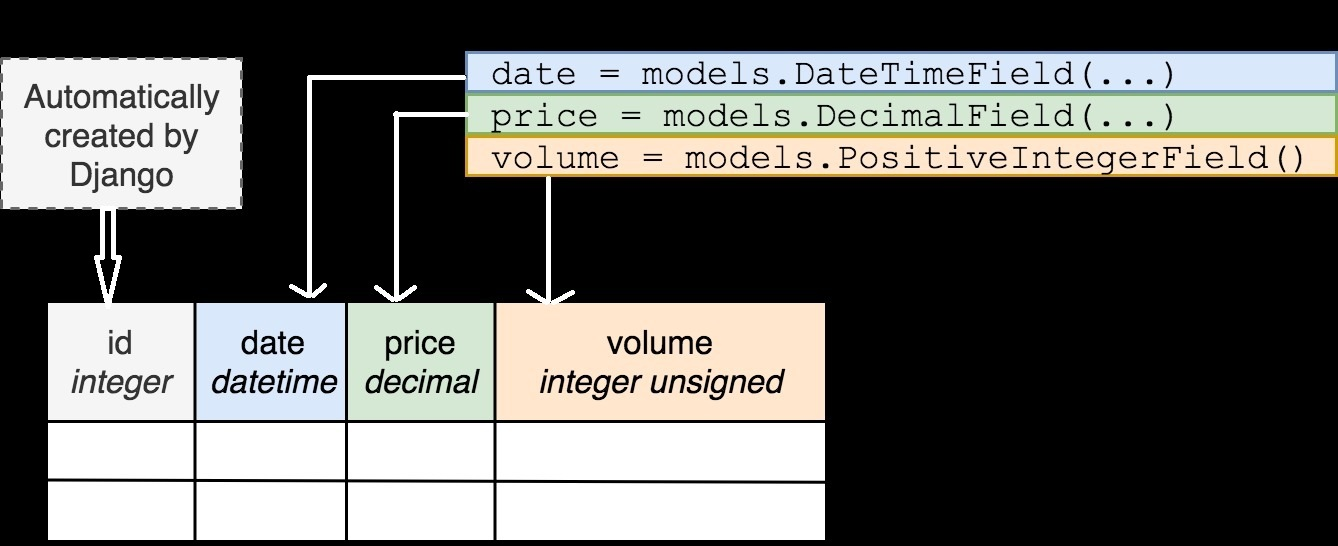 date = models.DateTimeField(...)
price = models.DecimalField(...)
volume = models.PositiveIntegerField()
Automatically
created by
Django
id
integer
date
datetime
price
decimal
volume
integer unsigned